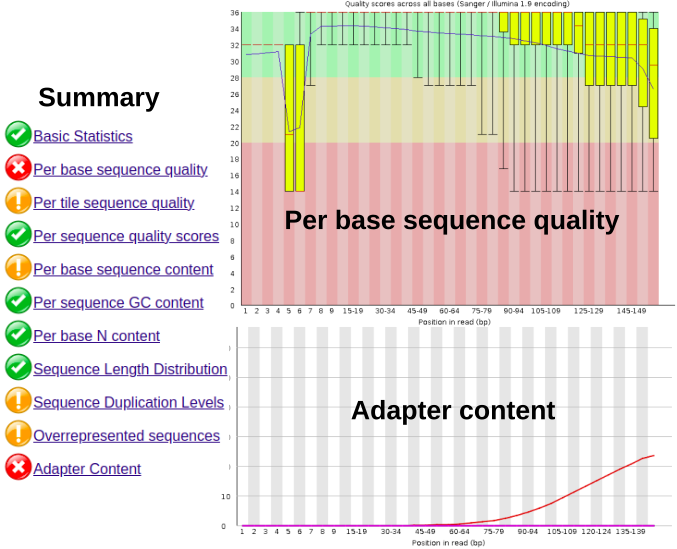 Summary
Basic Statistics
Per base sequence quality
Per tile sequence quality
Per sequence quality scores
Per base sequence content
Per sequence GC content
Per base N content
Sequence Length Distribution
Sequence Duplication Levels
Overrepresented sequences
Adapter Content
Quality scores across all bases (Sanger / Illumina 1.9 encoding)
36
34
32
30
28
26
24
22
20
18
16
14
12
10
8
6
4
2
0
Per base sequence quality
1 2 3 4 5 6 7 8 9 15-19 30-34 45-49 60-64 75-79 90-94 105-109 125-129 145-149
Position in read (bp)
Adapter content
10
0
1 2 3 4 5 6 7 8 9 15-19 30-34 45-49 60-64 75-79 90-94 105-109 120-124 135-139
Position in read (bp)